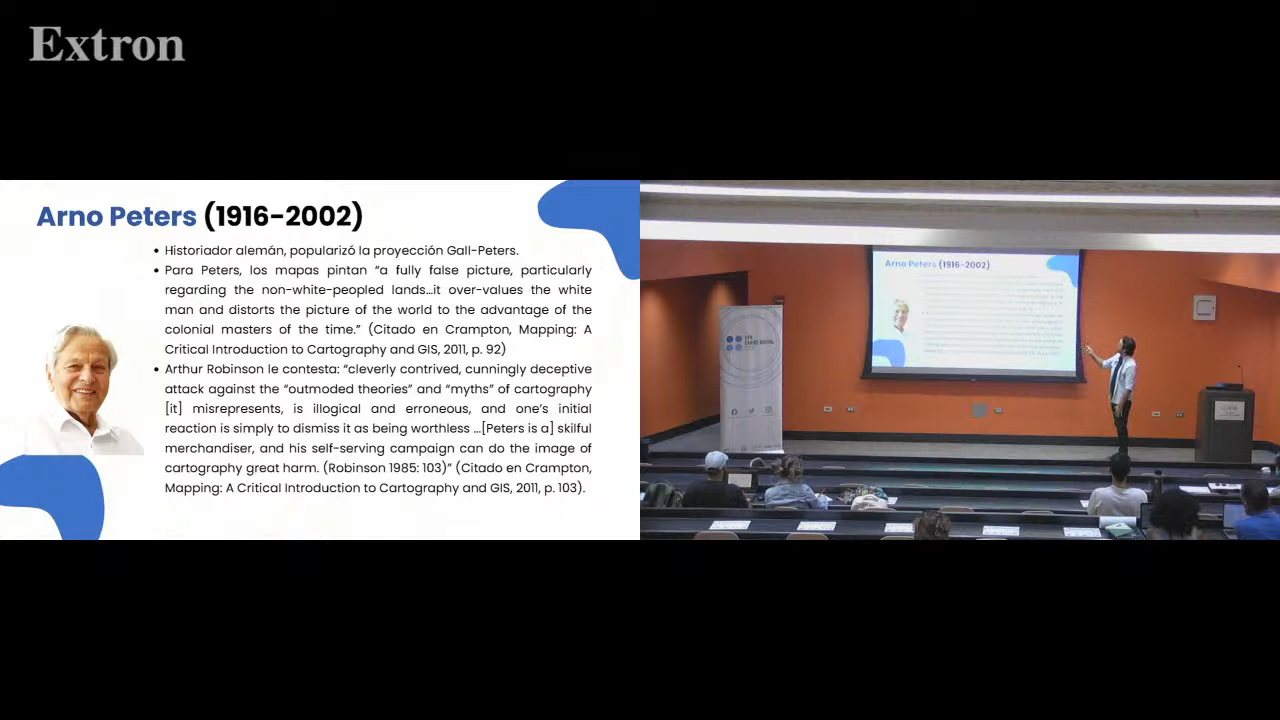 Extron
Arno Peters (1916-2002)
• Historiador alemán, popularizó la proyección Gall-Peters.
• Para Peters, los mapas pintan “a fully false picture, particularly
regarding the non-white-peopled lands...it over-values the white
man and distorts the picture of the world to the advantage of the
colonial masters of the time.” (Citado en Crampton, Mapping: A
Critical Introduction to Cartography and GIS, 2011, p. 92)
• Arthur Robinson le contesta: “cleverly contrived, cunningly deceptive
attack against the “outmoded theories” and “myths” of cartography
[it] misrepresents, is illogical and erroneous, and one’s initial
reaction is simply to dismiss it as being worthless ...[Peters is a] skilful
merchandiser, and his self-serving campaign can do the image of
cartography great harm. (Robinson 1985: 103)” (Citado en Crampton,
Mapping: A Critical Introduction to Cartography and GIS, 2011, p. 103).
Arno Peters (1916-2002)